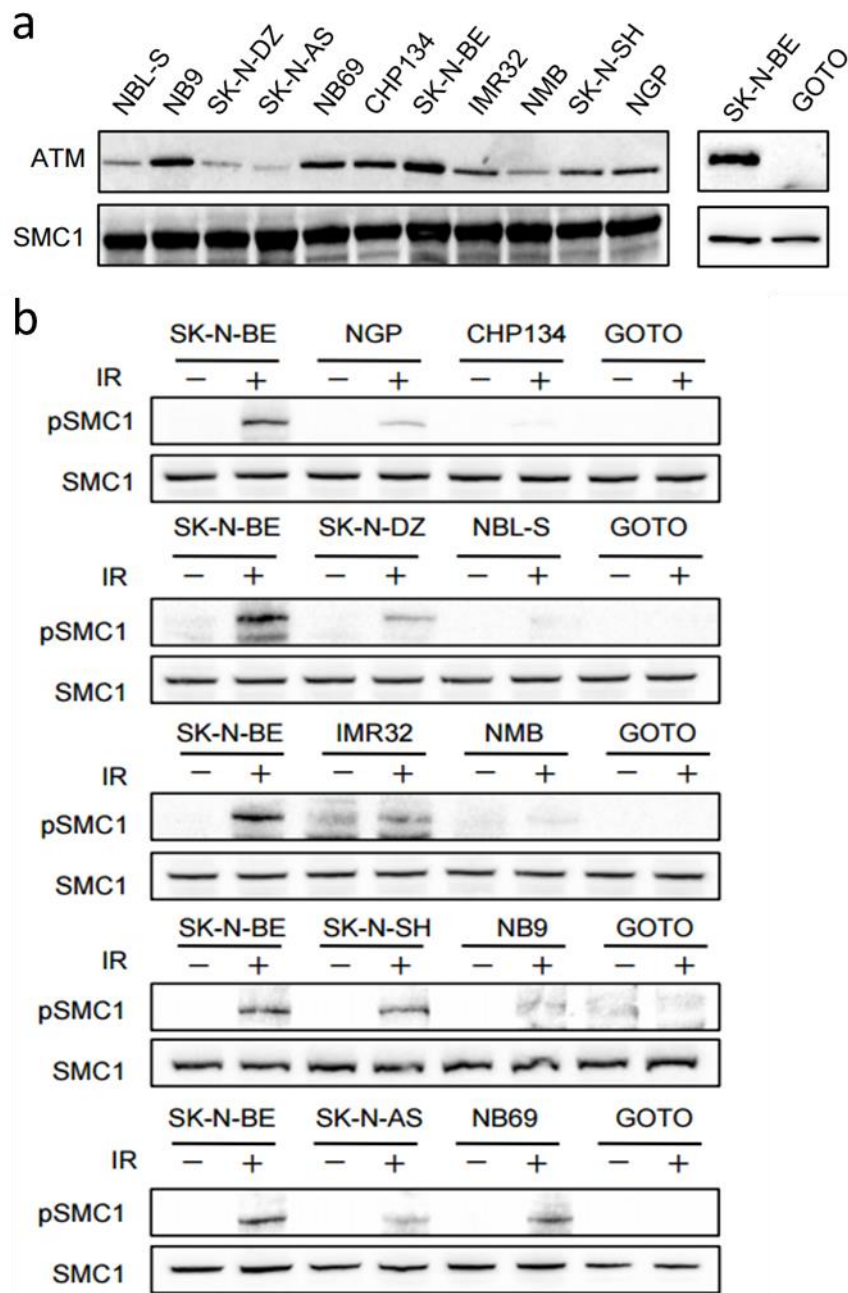 a
NBL-S NB9 SK-N-DZ SK-N-AS NB69 CHP134 SK-N-BE IMR32 NMB SK-N-SH NGP SK-N-BE GOTO
ATM
SMC1
b
SK-N-BE NGP CHP134 GOTO
IR − + − + − + − +
pSMC1
SMC1
SK-N-BE SK-N-DZ NBL-S GOTO
IR − + − + − + − +
pSMC1
SMC1
SK-N-BE IMR32 NMB GOTO
IR − + − + − + − +
pSMC1
SMC1
SK-N-BE SK-N-SH NB9 GOTO
IR − + − + − + − +
pSMC1
SMC1
SK-N-BE SK-N-AS NB69 GOTO
IR − + − + − + − +
pSMC1
SMC1